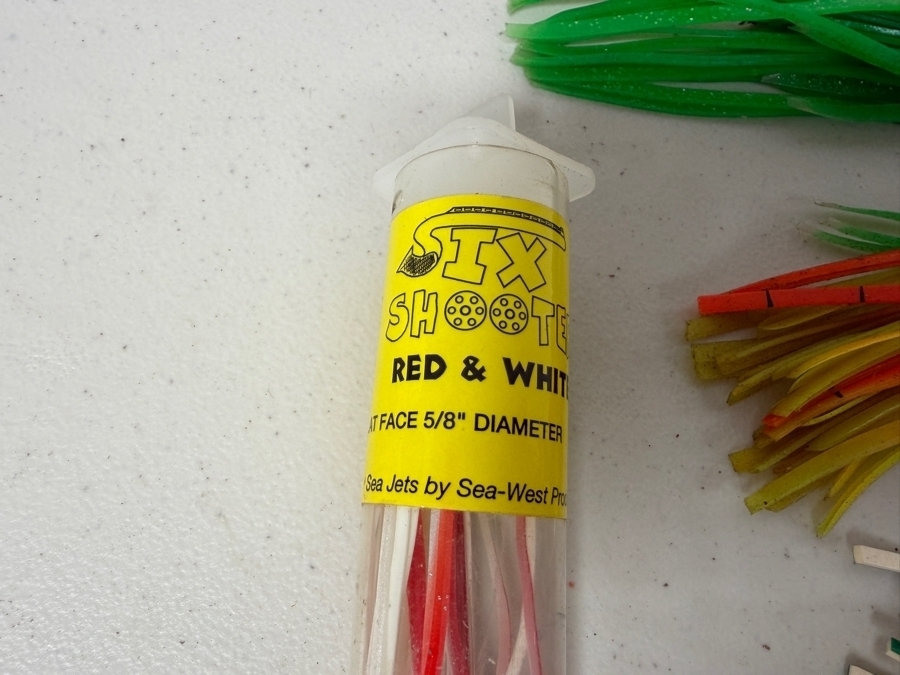 SIX
SHOOTE
RED & WHIT
AT FACE 5/8" DIAMETER
Sea Jets by Sea-West Pro